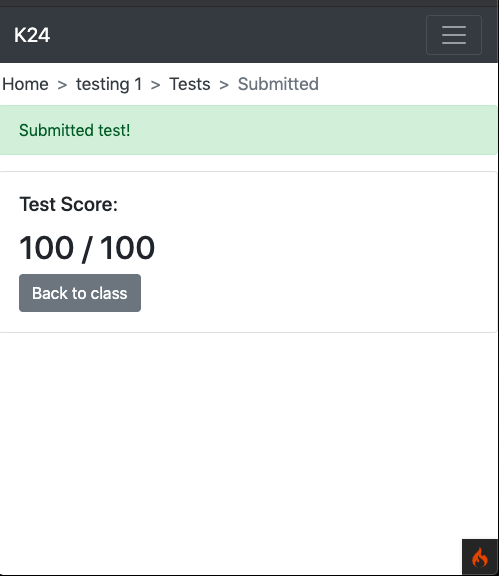 K24
Home > testing 1 > Tests > Submitted
Submitted test!
Test Score:
100 / 100
Back to class